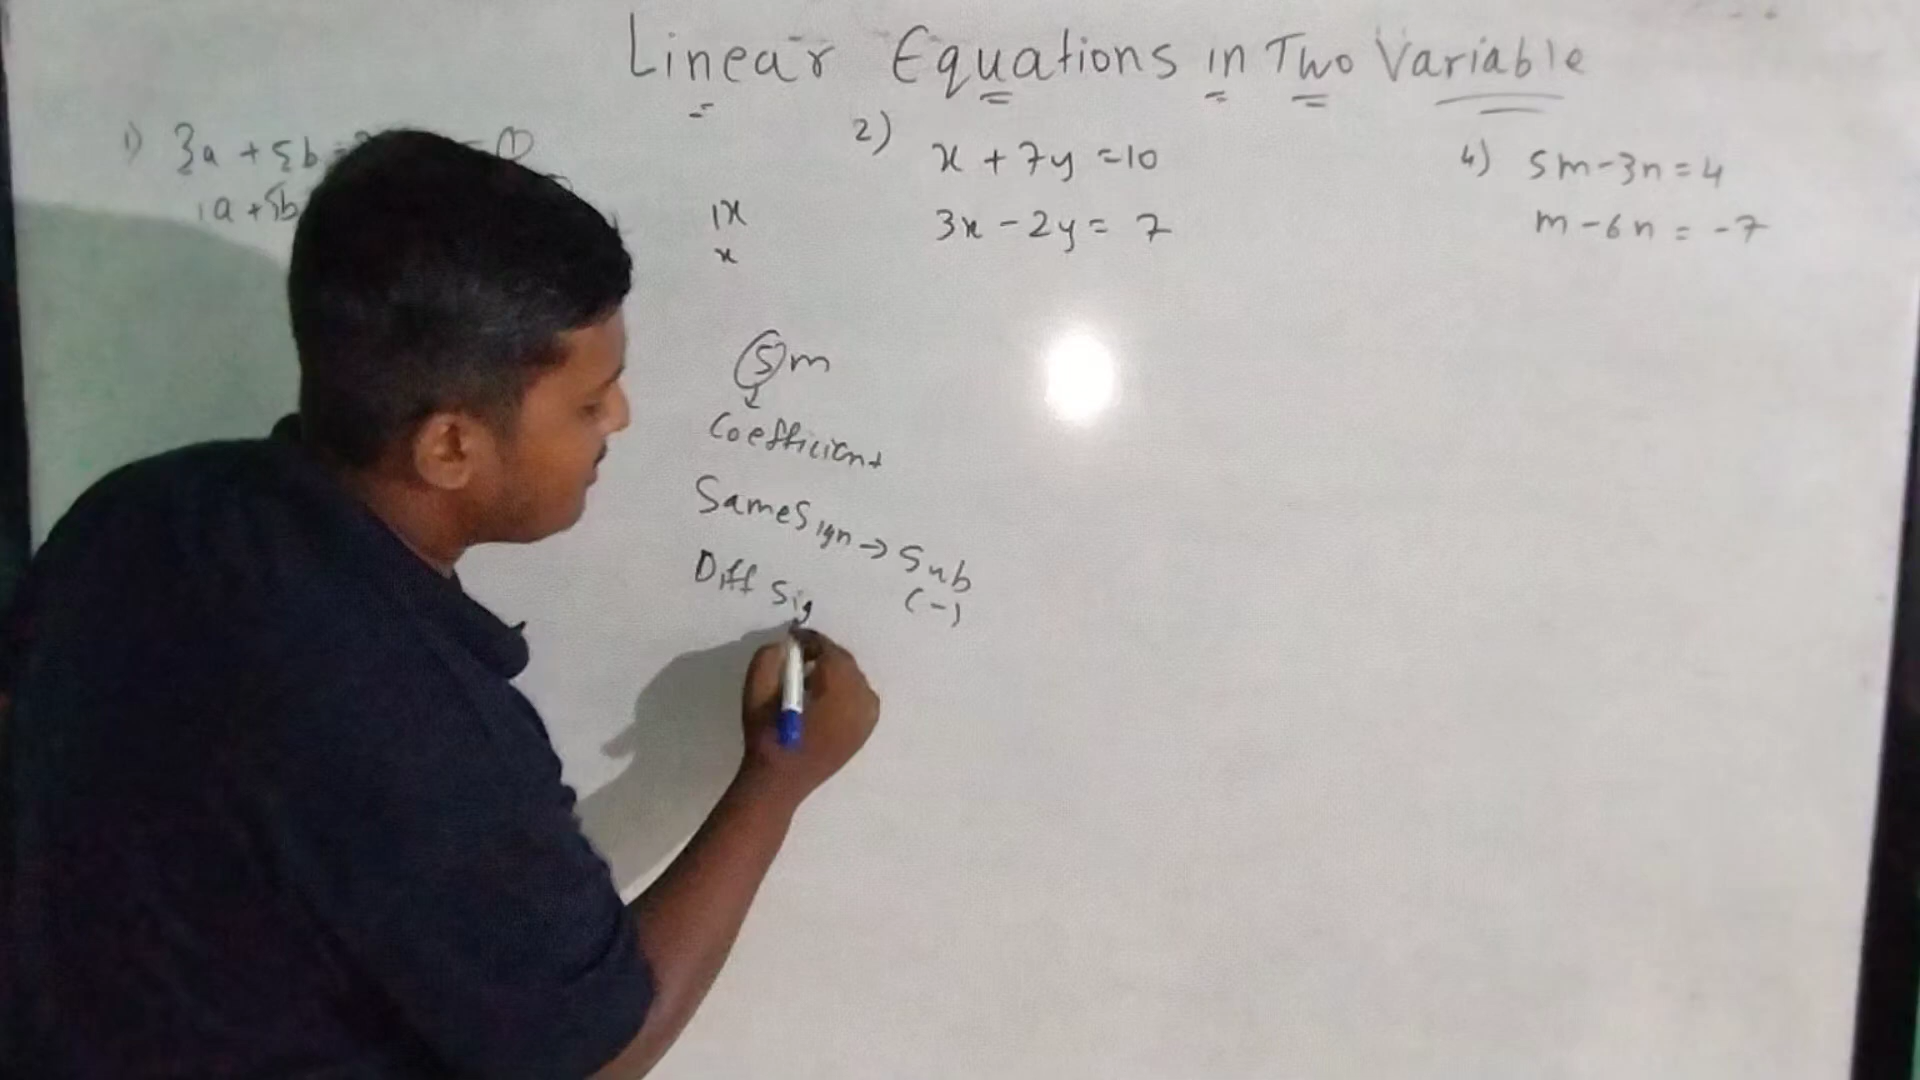 Linear Equations in Two Variable
1) 3a + 5b =
1a + 5b
1x
x
2) x + 7y = 10
3x - 2y = 7
4) 5m - 3n = 4
m - 6n = -7
5m
Coefficient
Same Sign → Sub
(-)
Diff Sig